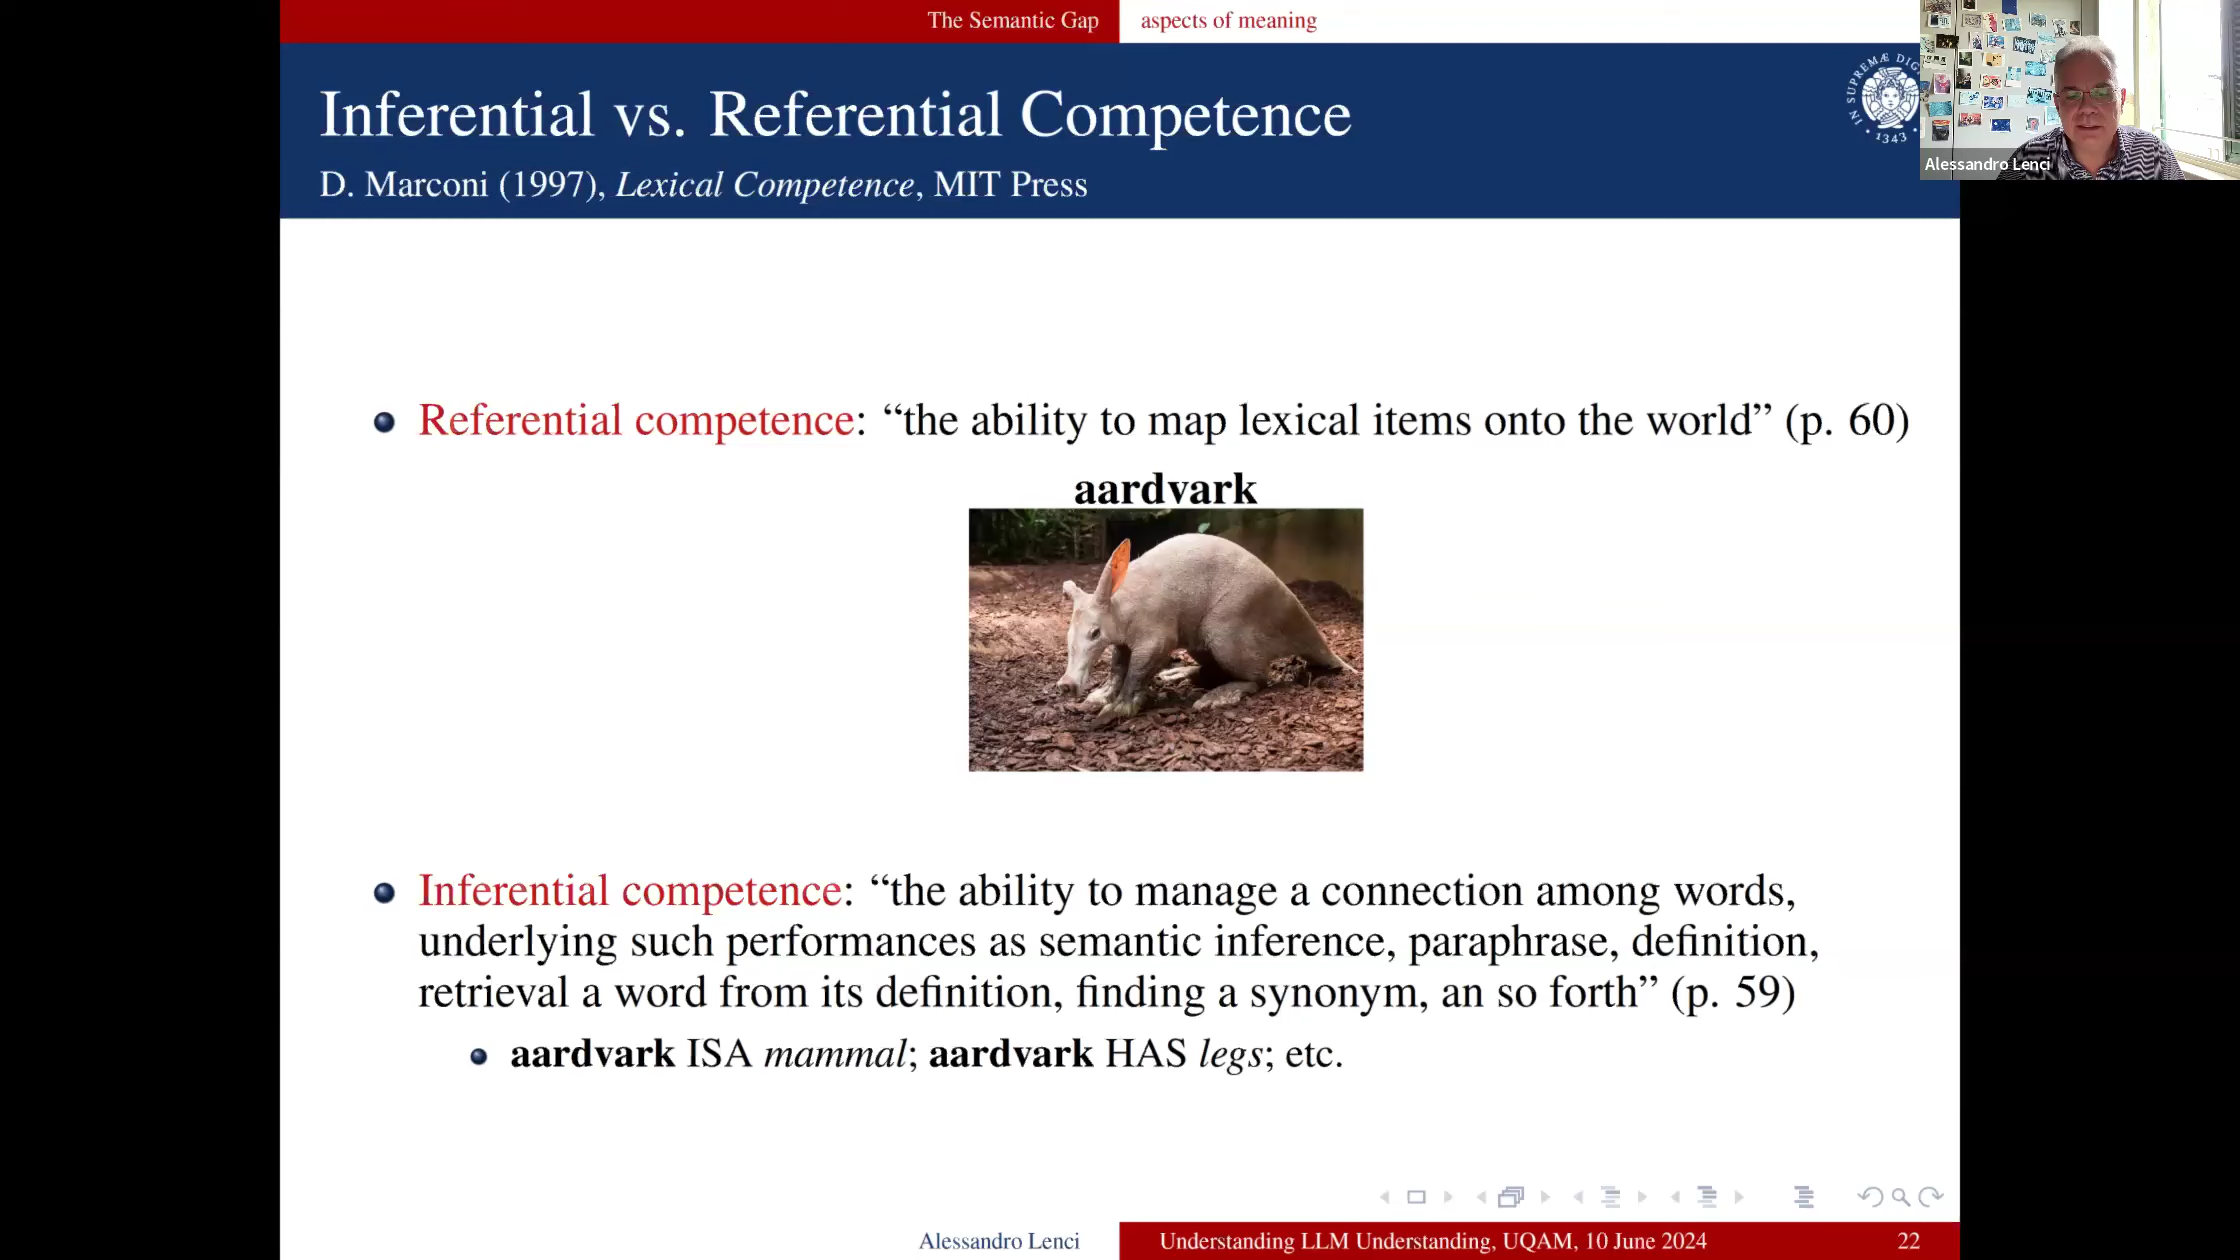 The Semantic Gap aspects of meaning
Inferential vs. Referential Competence
D. Marconi (1997), Lexical Competence, MIT Press
IN SUPREMÆ DIG
• 1343 •
Alessandro Lenci
Referential competence: “the ability to map lexical items onto the world” (p. 60)
aardvark
Inferential competence: “the ability to manage a connection among words,
underlying such performances as semantic inference, paraphrase, definition,
retrieval a word from its definition, finding a synonym, an so forth” (p. 59)
aardvark ISA mammal; aardvark HAS legs; etc.
Alessandro Lenci Understanding LLM Understanding, UQAM, 10 June 2024 22